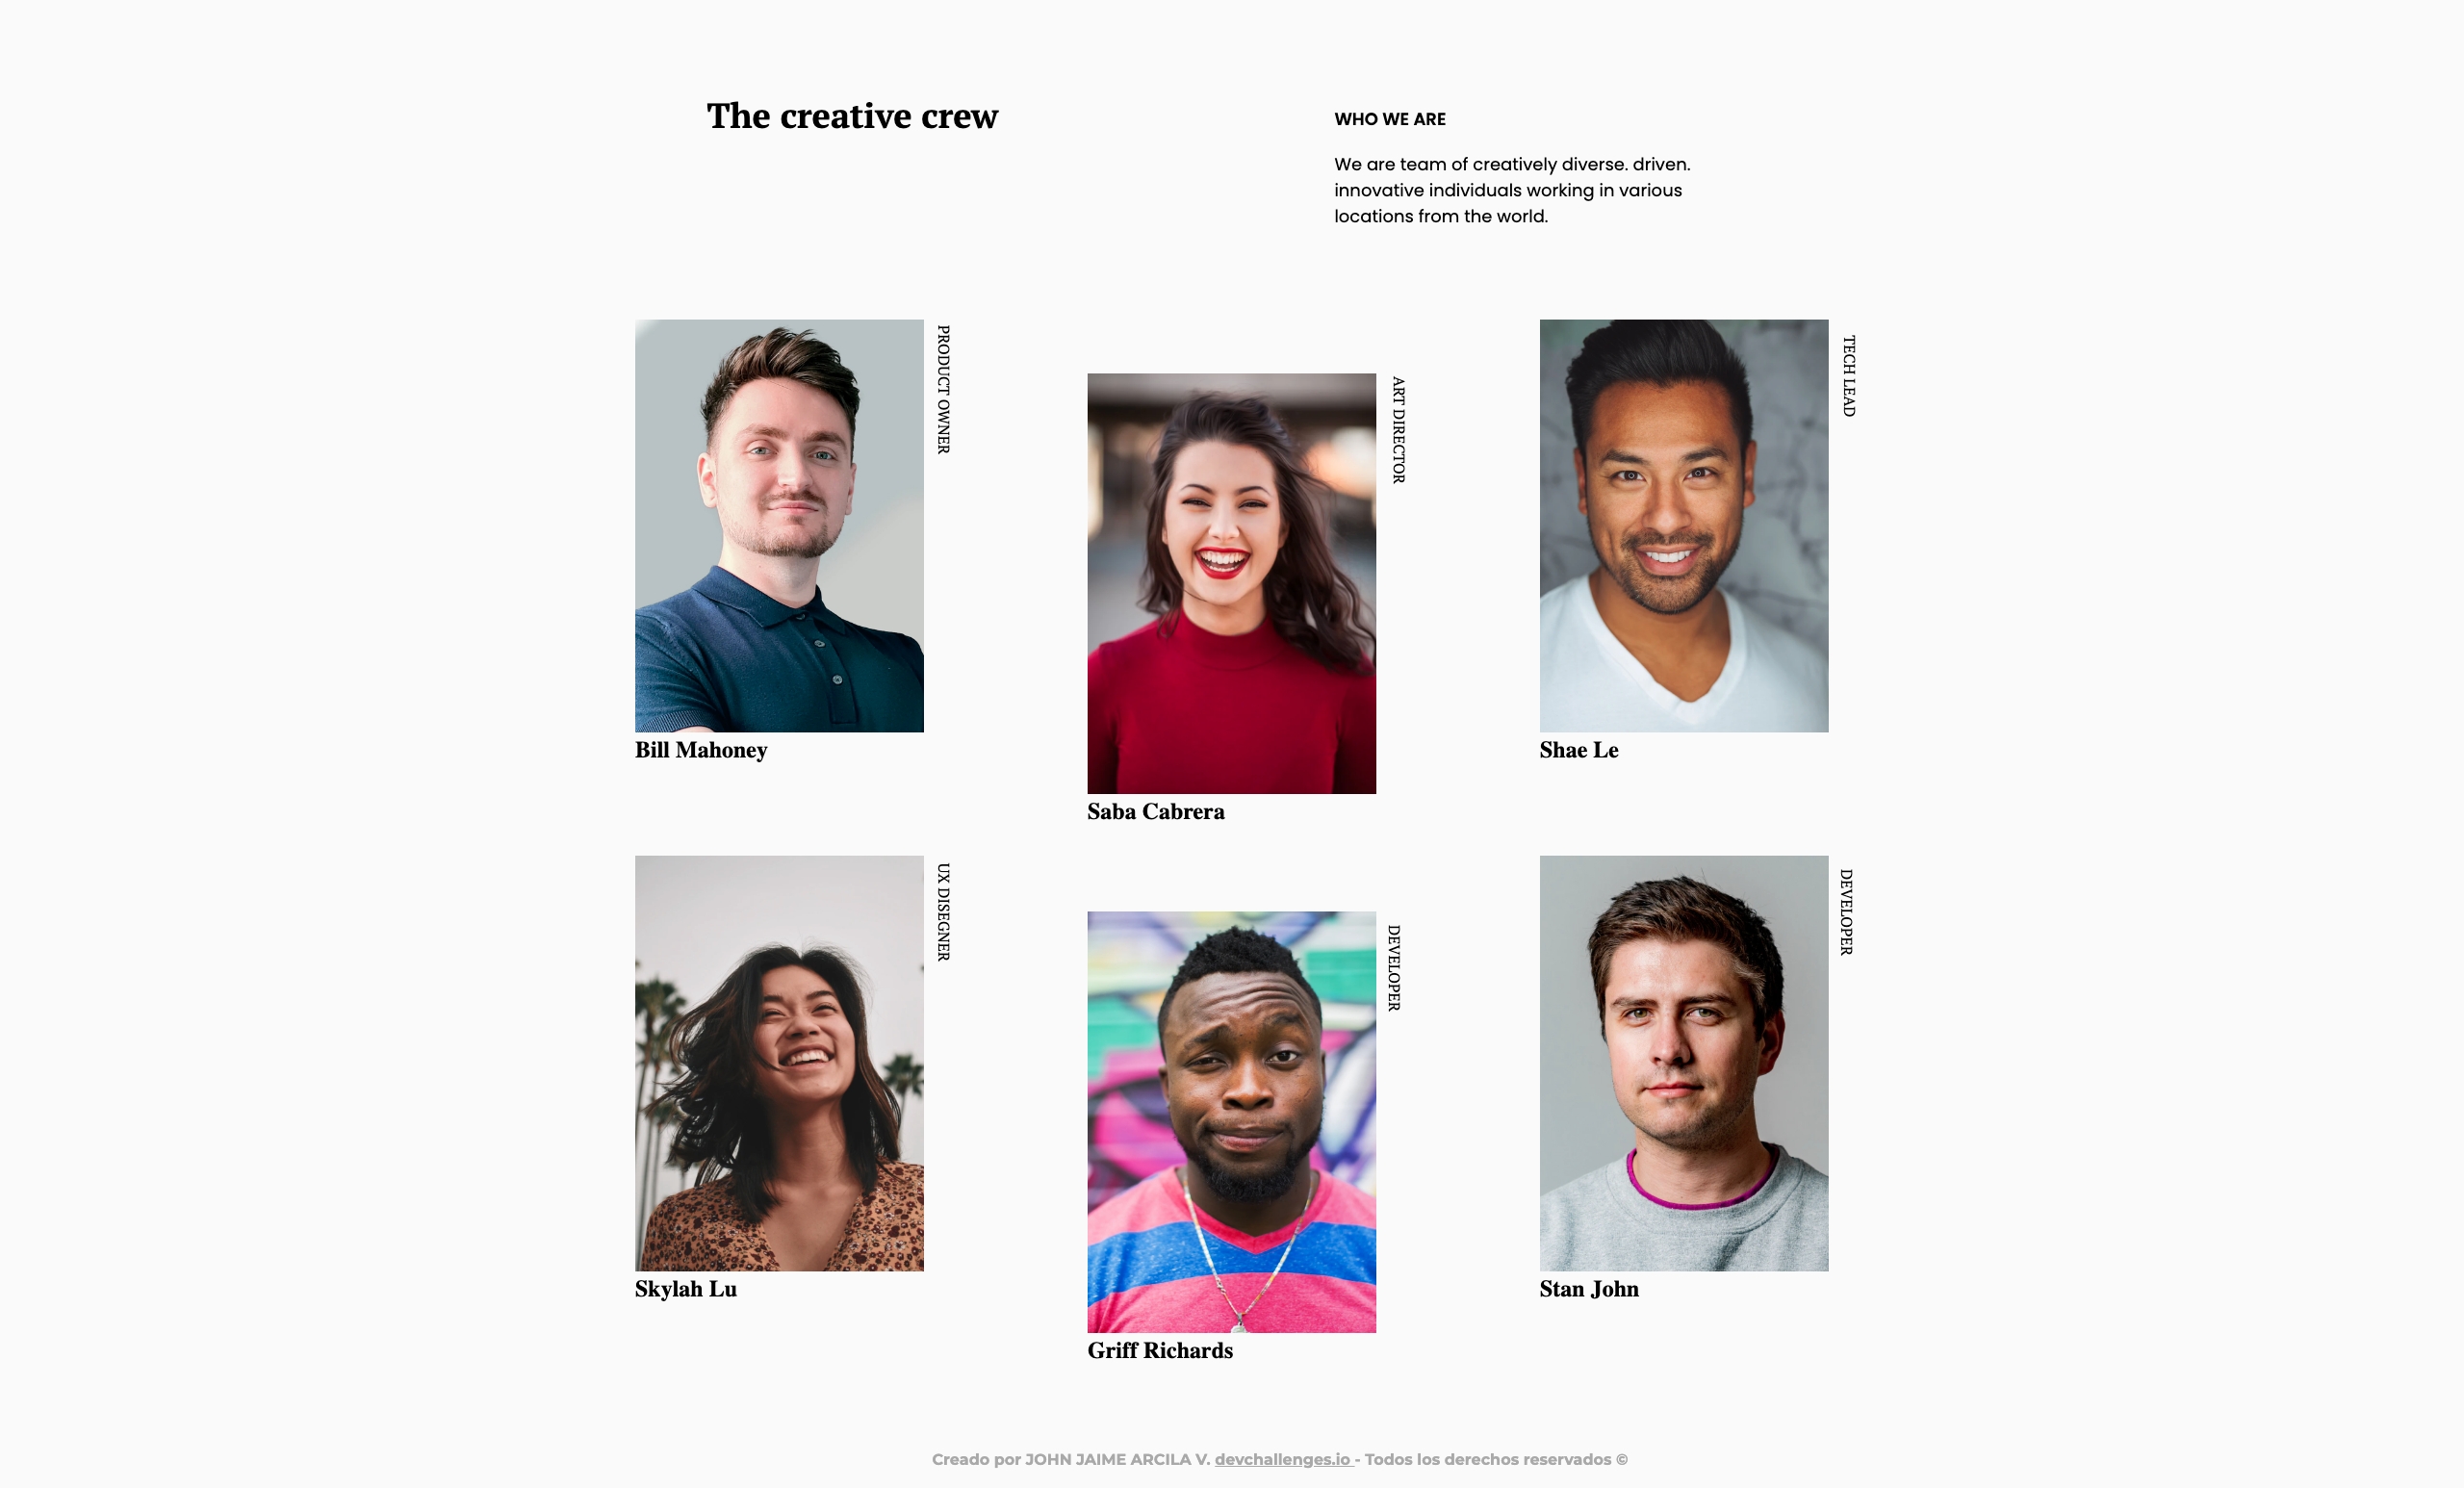 The creative crew
WHO WE ARE
We are team of creatively diverse. driven.
innovative individuals working in various
locations from the world.
PRODUCT OWNER
Bill Mahoney
ART DIRECTOR
Saba Cabrera
TECH LEAD
Shae Le
UX DISEGNER
Skylah Lu
DEVELOPER
Griff Richards
DEVELOPER
Stan John
Creado por JOHN JAIME ARCILA V. devchallenges.io - Todos los derechos reservados ©